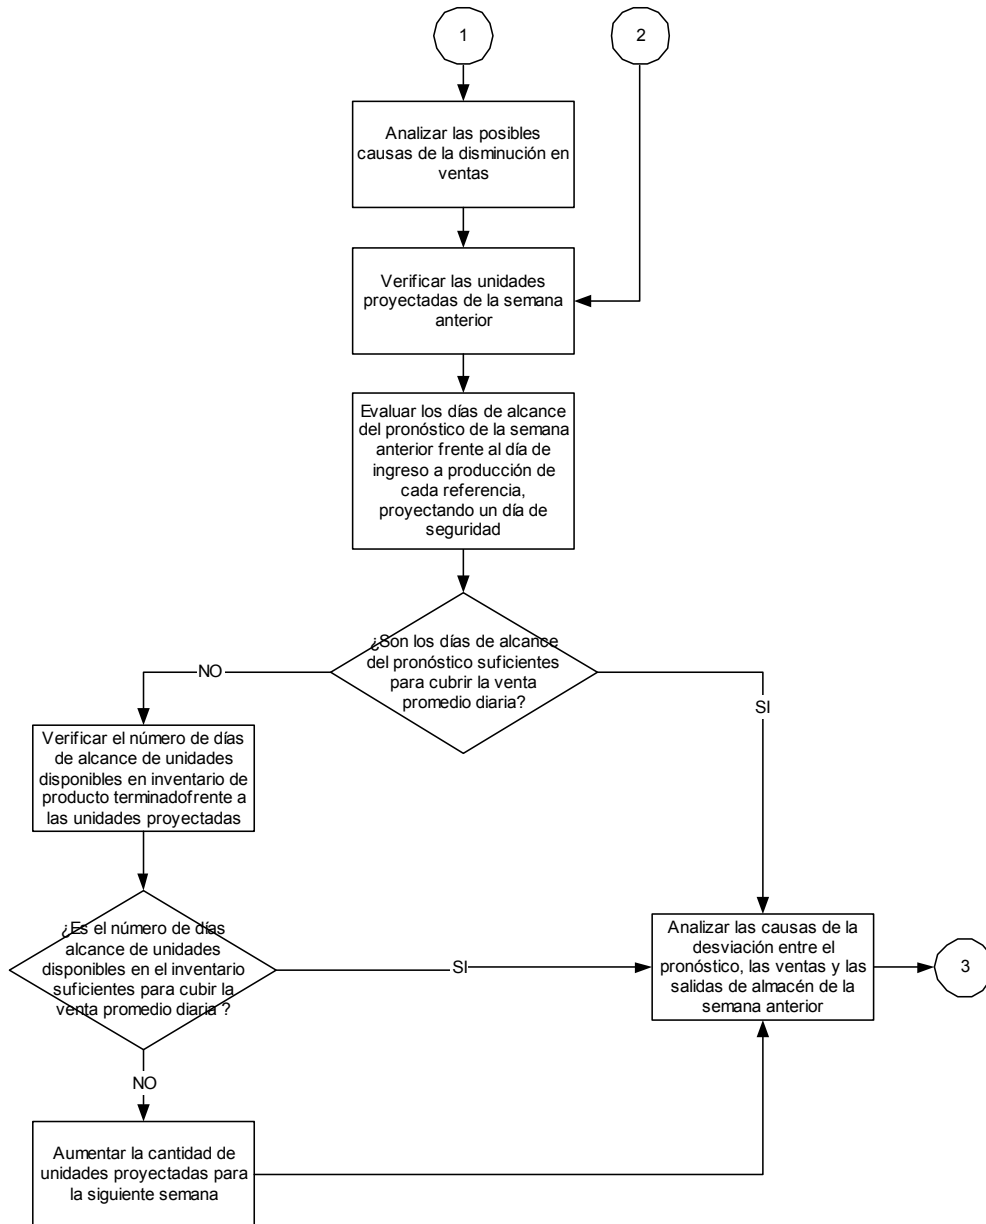 1
2
Analizar las posibles
causas de la disminución en
ventas
Verificar las unidades
proyectadas de la semana
anterior
Evaluar los días de alcance
del pronóstico de la semana
anterior frente al día de
ingreso a producción de
cada referencia,
proyectando un día de
seguridad
¿Son los días de alcance
del pronóstico suficientes
para cubrir la venta
promedio diaria?
NO
SI
Verificar el número de días
de alcance de unidades
disponibles en inventario de
producto terminadofrente a
las unidades proyectadas
¿Es el número de días
alcance de unidades
disponibles en el inventario
suficientes para cubir la
venta promedio diaria ?
SI
Analizar las causas de la
desviación entre el
pronóstico, las ventas y las
salidas de almacén de la
semana anterior
3
NO
Aumentar la cantidad de
unidades proyectadas para
la siguiente semana